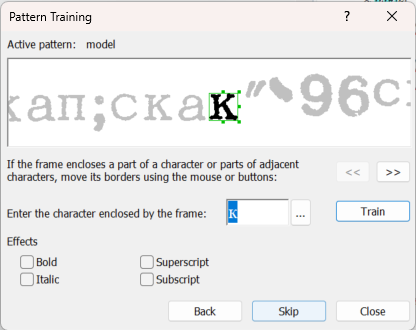 Pattern Training
? ×
Active pattern: model
кап;скак"96с
If the frame encloses a part of a character or parts of adjacent
characters, move its borders using the mouse or buttons:
<< >>
Enter the character enclosed by the frame: к ... Train
Effects
Bold Superscript
Italic Subscript
Back Skip Close